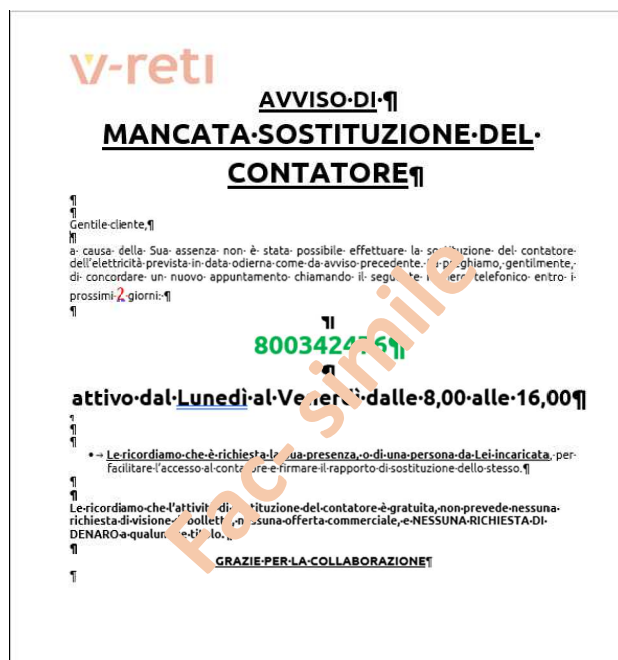 v-reti
AVVISO·DI·¶
MANCATA·SOSTITUZIONE·DEL·
CONTATORE¶
¶
¶
Gentile·cliente,¶
¶
a· causa· della· Sua· assenza· non· è· stata· possibile· effettuare· la· sostituzione· del· contatore·
dell'elettricità·prevista·in·data·odierna·come·da·avviso·precedente.· preghiamo,·gentilmente,·
di· concordare· un· nuovo· appuntamento· chiamando· il· seguente· numero· telefonico· entro· i·
prossimi·2·giorni:·¶
¶
¶
¶
attivo·dal·Lunedì·al·Venerdì·dalle·8,00·alle·16,00¶
¶
¶
¶
•→Le·ricordiamo·che·è·richiesta·la·Sua·presenza,·o·di·una·persona·da·Lei·incaricata,·per·
facilitare·l'accesso·al·contatore·e·firmare·il·rapporto·di·sostituzione·dello·stesso.¶
¶
¶
Le·ricordiamo·che·l'attività·di·sostituzione·del·contatore·è·gratuita,·non·prevede·nessuna·
richiesta·di·visione·di·bollette,·nessuna·offerta·commerciale,·e·NESSUNA·RICHIESTA·DI·
DENARO·a·qualunque·titolo.·¶
¶
GRAZIE·PER·LA·COLLABORAZIONE¶
¶
Fac- simile